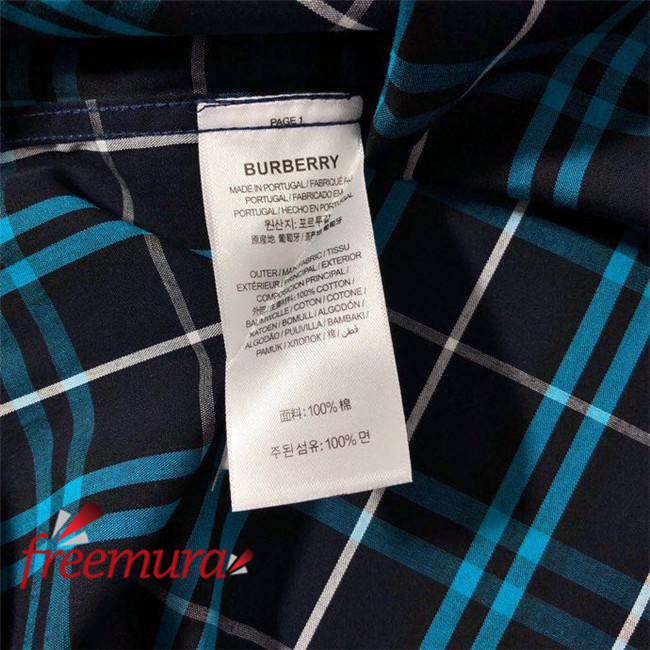 PAGE 1
BURBERRY
MADE IN PORTUGAL / FABRIQUÉ AU
PORTUGAL / FABRICADO EM
PORTUGAL / HECHO EN PORTUGAL
원산지: 포르투갈
原産地 葡萄牙 /
OUTER / MAIN FABRIC / TISSU
EXTÉRIEUR / PRINCIPAL / EXTERIOR
COMPOSICION PRINCIPAL /
100% COTTON /
BAUMWOLLE / COTON / COTONE /
KATOEN / BOMULL / ALGODÓN /
ALGODÃO / PUUVILLA / BAMBAKI /
PAMUK / ХЛОПОК / 棉 / قطن
面料: 100% 棉
주된섬유: 100% 면
freemura